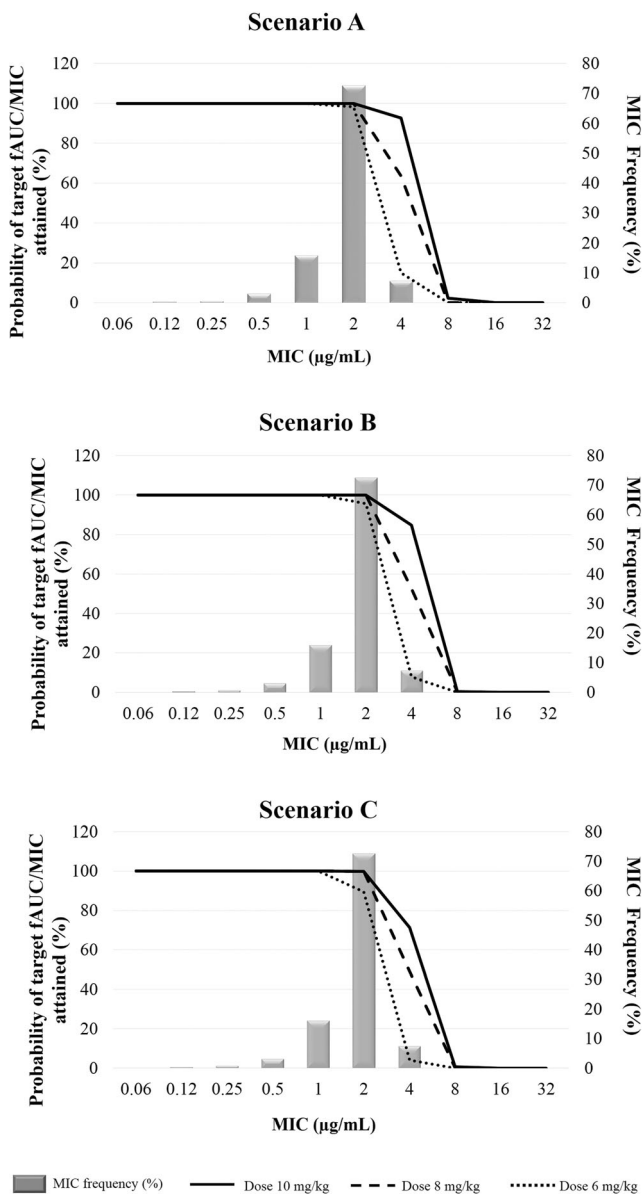 Scenario A
Probability of target fAUC/MIC
attained (%)
120
100
80
60
40
20
0
80
70
60
50
40
30
20
10
0
MIC Frequency (%)
0.06 0.12 0.25 0.5 1 2 4 8 16 32
MIC (µg/mL)
Scenario B
Probability of target fAUC/MIC
attained (%)
120
100
80
60
40
20
0
80
70
60
50
40
30
20
10
0
MIC Frequency (%)
0.06 0.12 0.25 0.5 1 2 4 8 16 32
MIC (µg/mL)
Scenario C
Probability of target fAUC/MIC
attained (%)
120
100
80
60
40
20
0
80
70
60
50
40
30
20
10
0
MIC Frequency (%)
0.06 0.12 0.25 0.5 1 2 4 8 16 32
MIC (µg/mL)
MIC frequency (%) Dose 10 mg/kg Dose 8 mg/kg Dose 6 mg/kg